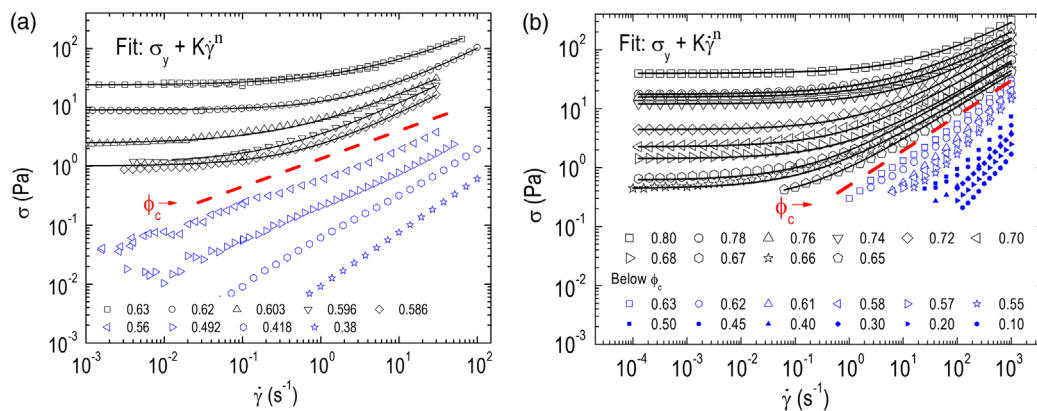 (a)
Fit: σ_y + Kγ̇ⁿ
σ (Pa)
10²
10¹
10⁰
10⁻¹
10⁻²
10⁻³
ϕ_c
0.63 0.62 0.603 0.596 0.586
0.56 0.492 0.418 0.38
10⁻³ 10⁻² 10⁻¹ 10⁰ 10¹ 10²
γ̇ (s⁻¹)
(b)
Fit: σ_y + Kγ̇ⁿ
σ (Pa)
10²
10¹
10⁰
10⁻¹
10⁻²
10⁻³
ϕ_c
0.80 0.78 0.76 0.74 0.72 0.70
0.68 0.67 0.66 0.65
Below ϕ_c
0.63 0.62 0.61 0.58 0.57 0.55
0.50 0.45 0.40 0.30 0.20 0.10
10⁻⁴ 10⁻³ 10⁻² 10⁻¹ 10⁰ 10¹ 10² 10³
γ̇ (s⁻¹)